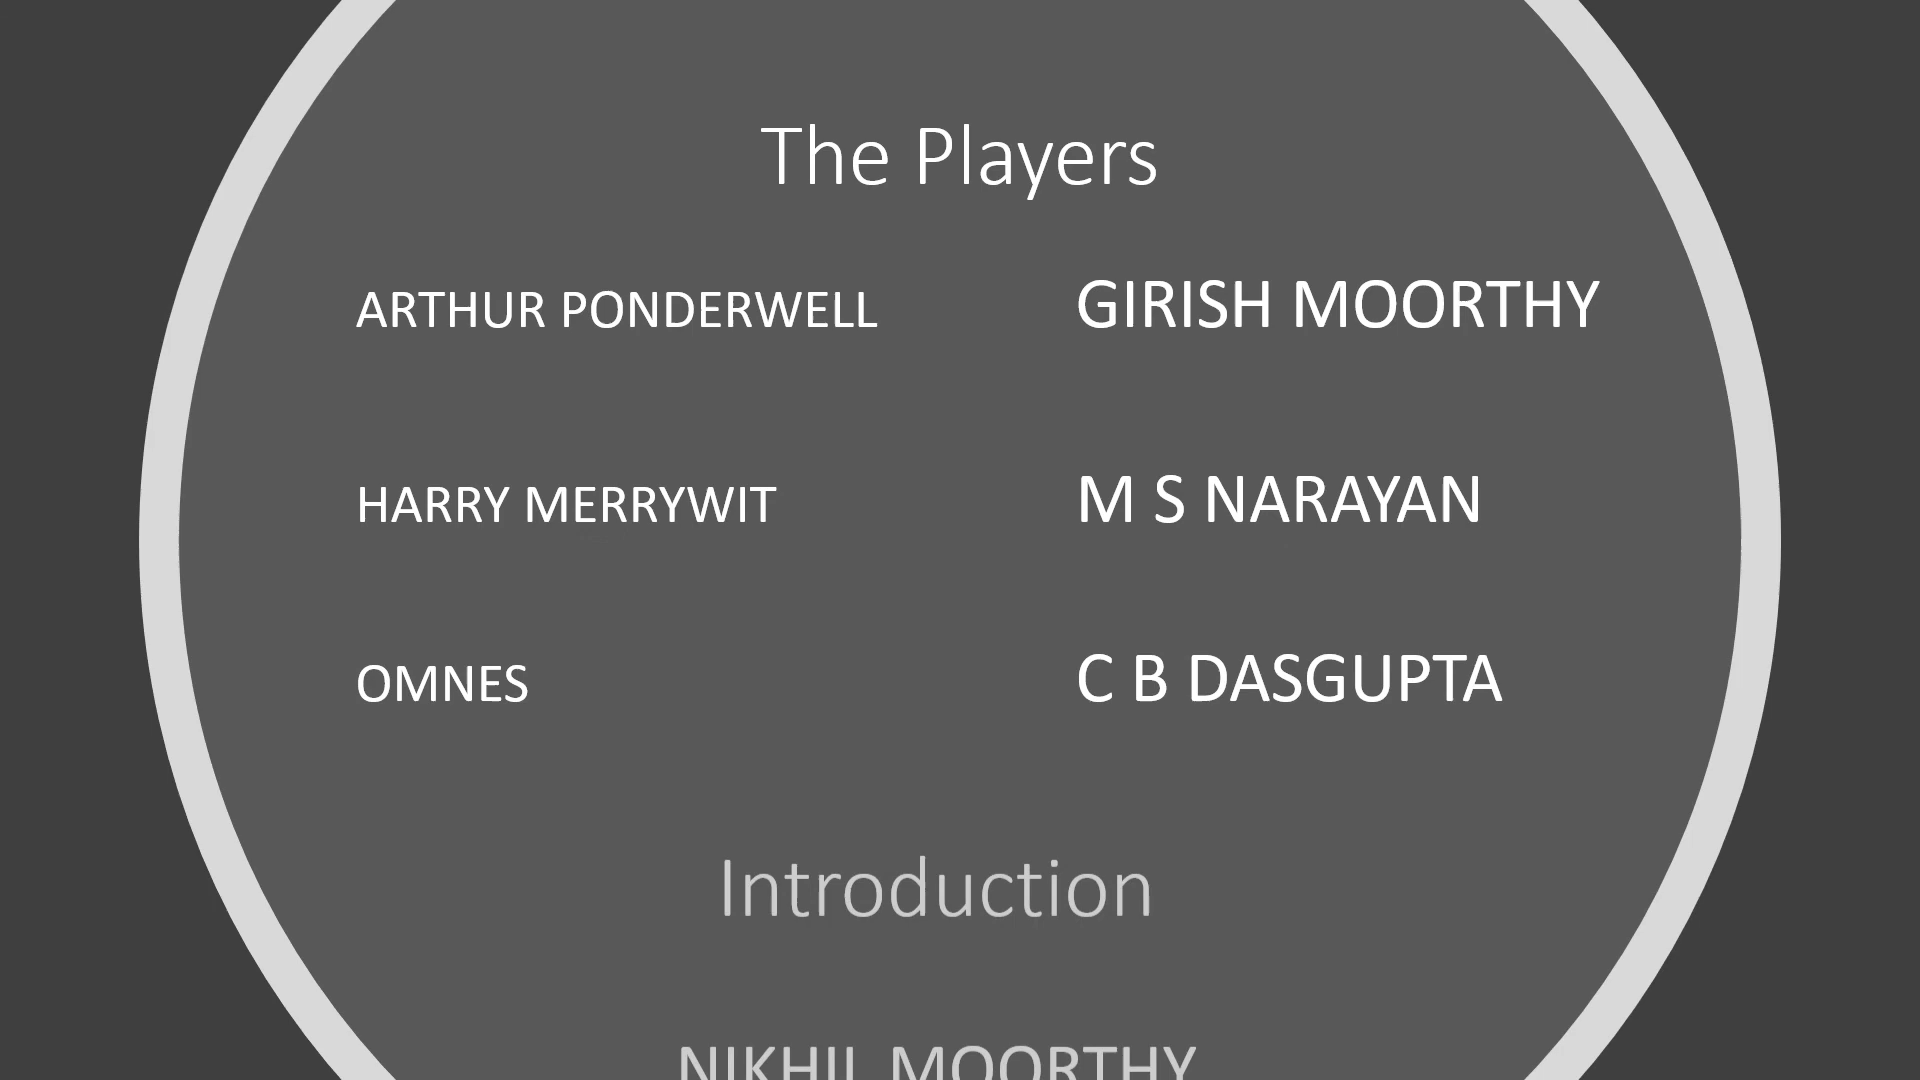 The Players
ARTHUR PONDERWELL GIRISH MOORTHY
HARRY MERRYWIT M S NARAYAN
OMNES C B DASGUPTA
Introduction
NIKHIL MOORTHY